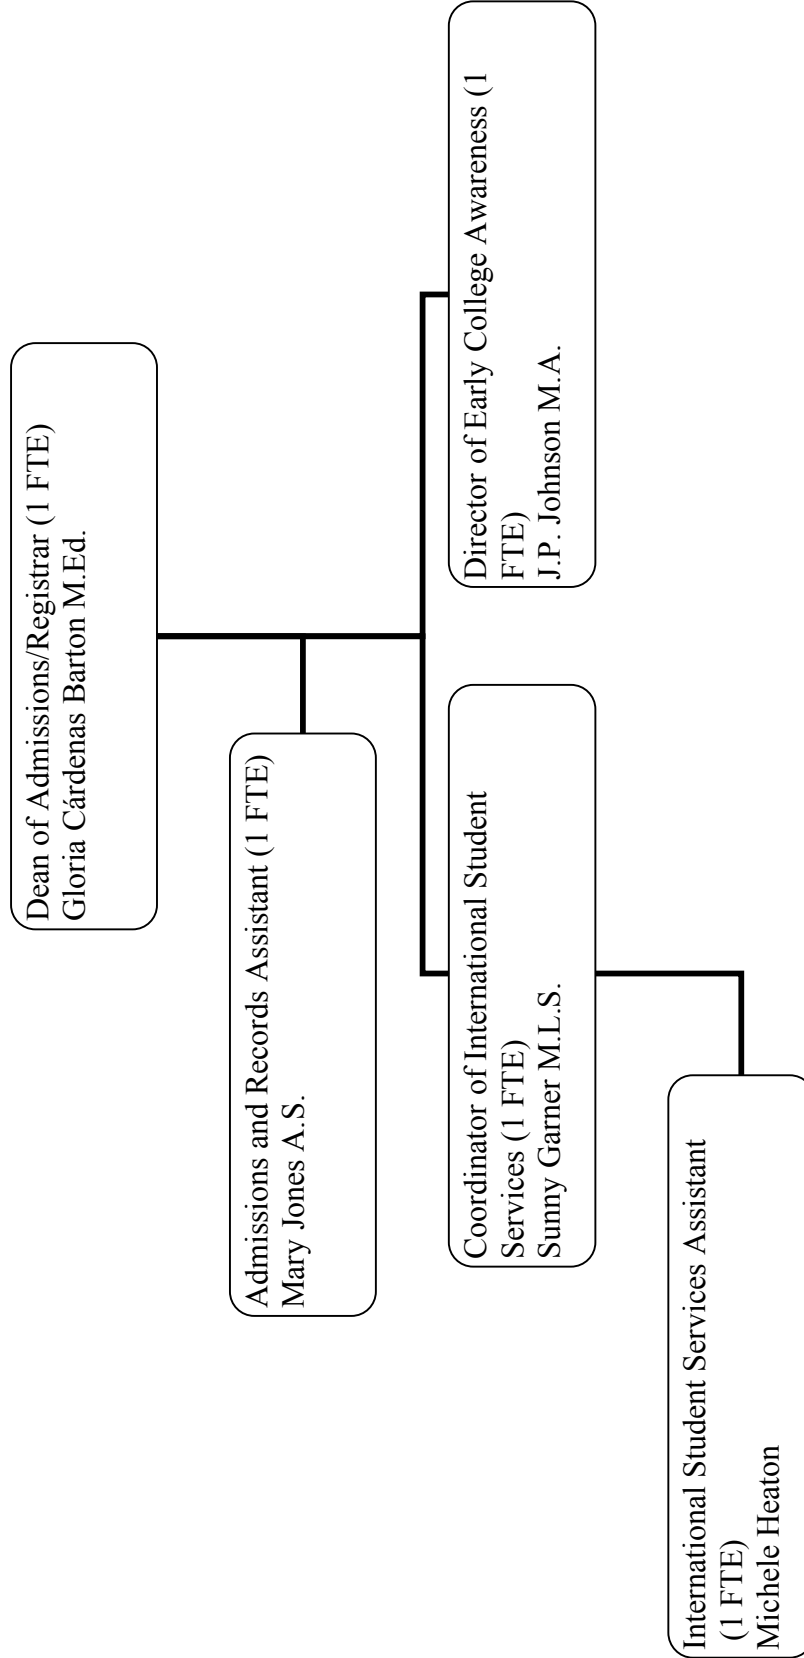 Dean of Admissions/Registrar (1 FTE)
Gloria Cárdenas Barton M.Ed.
Admissions and Records Assistant (1 FTE)
Mary Jones A.S.
Coordinator of International Student
Services (1 FTE)
Sunny Garner M.L.S.
Director of Early College Awareness (1
FTE)
J.P. Johnson M.A.
International Student Services Assistant
(1 FTE)
Michele Heaton